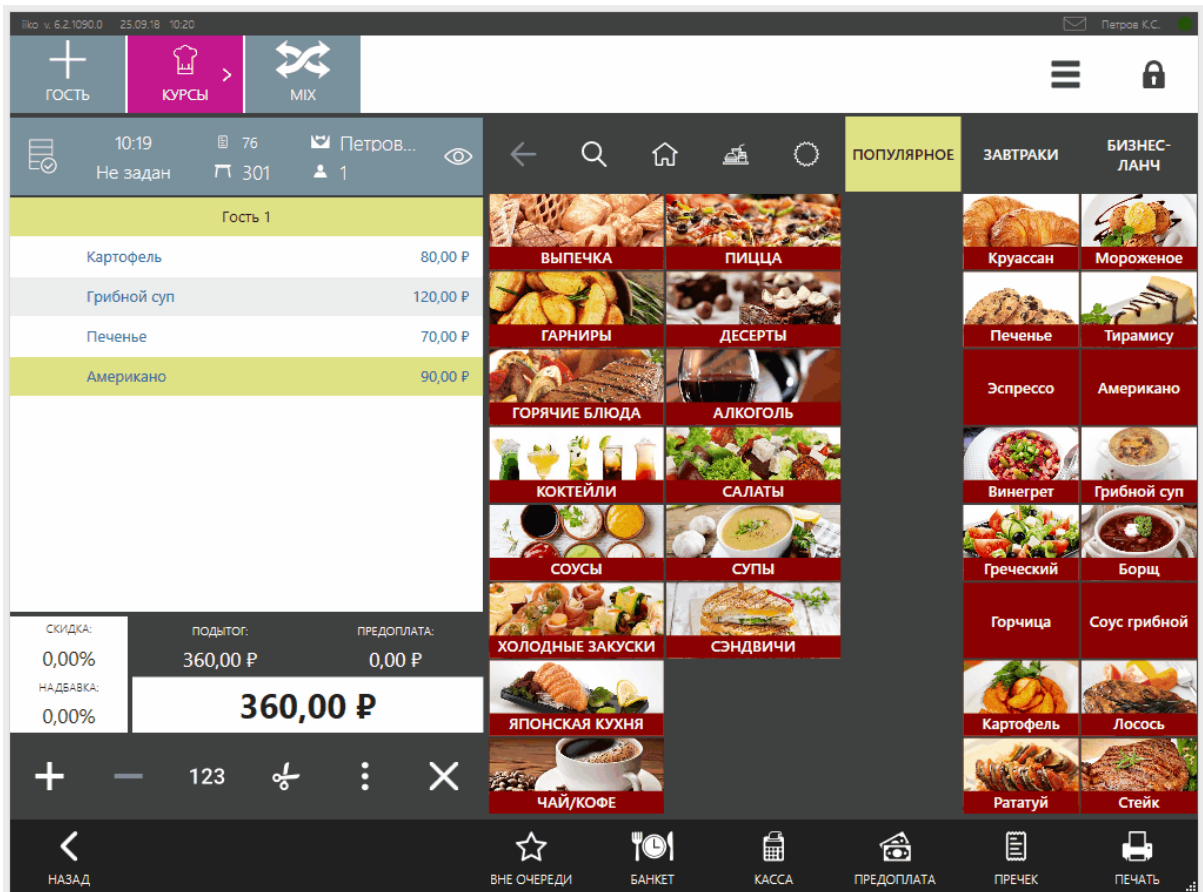 iiko v. 6.2.1090.0 25.09.18 10:20 Петров К.С.
ГОСТЬ КУРСЫ MIX
10:19 76 Петров...
Не задан 301 1
ПОПУЛЯРНОЕ ЗАВТРАКИ БИЗНЕС-
ЛАНЧ
Гость 1
Картофель 80,00 ₽
Грибной суп 120,00 ₽
Печенье 70,00 ₽
Американо 90,00 ₽
СКИДКА: ПОДЫТОГ: ПРЕДОПЛАТА:
0,00% 360,00 ₽ 0,00 ₽
НАДБАВКА:
0,00% 360,00 ₽
123
ВЫПЕЧКА ПИЦЦА Круассан Мороженое
ГАРНИРЫ ДЕСЕРТЫ Печенье Тирамису
ГОРЯЧИЕ БЛЮДА АЛКОГОЛЬ Эспрессо Американо
КОКТЕЙЛИ САЛАТЫ Винегрет Грибной суп
СОУСЫ СУПЫ Греческий Борщ
ХОЛОДНЫЕ ЗАКУСКИ СЭНДВИЧИ Горчица Соус грибной
ЯПОНСКАЯ КУХНЯ Картофель Лосось
ЧАЙ/КОФЕ Рататуй Стейк
НАЗАД ВНЕ ОЧЕРЕДИ БАНКЕТ КАССА ПРЕДОПЛАТА ПРЕЧЕК ПЕЧАТЬ